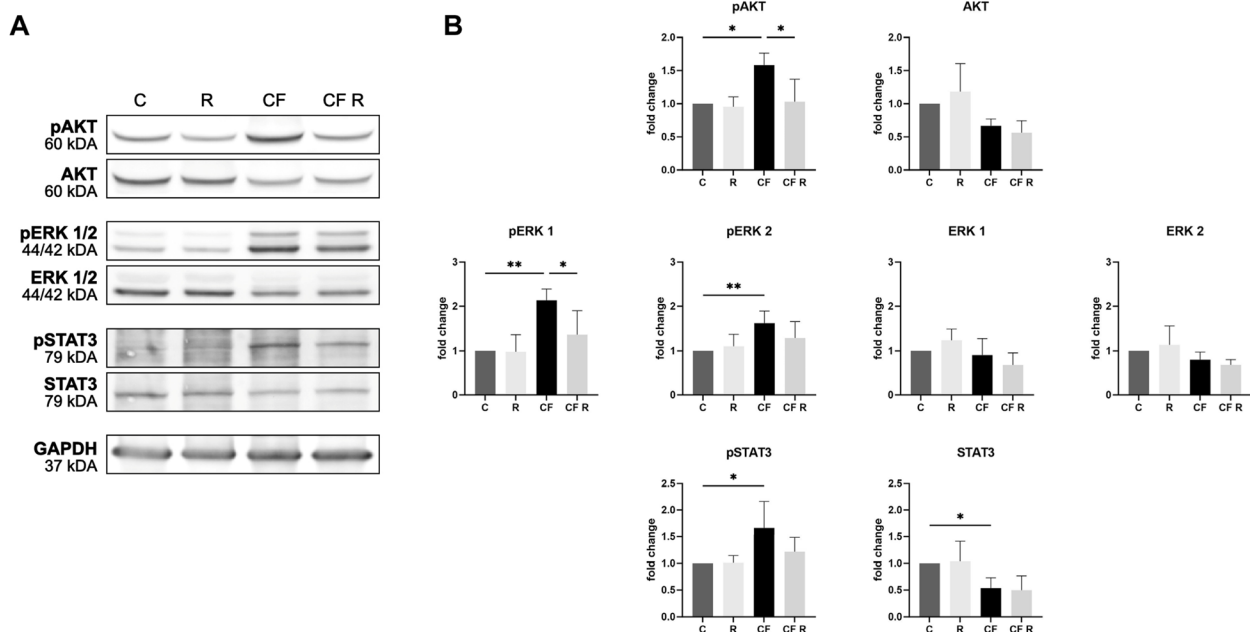 A
C R CF CF R
pAKT
60 kDA
AKT
60 kDA
pERK 1/2
44/42 kDA
ERK 1/2
44/42 kDA
pSTAT3
79 kDA
STAT3
79 kDA
GAPDH
37 kDA
B
pAKT
fold change
2.0
1.5
1.0
0.5
0.0
* *
C R CF CF R
AKT
fold change
2.0
1.5
1.0
0.5
0.0
C R CF CF R
pERK 1
fold change
3
2
1
0
** *
C R CF CF R
pERK 2
fold change
3
2
1
0
**
C R CF CF R
ERK 1
fold change
3
2
1
0
C R CF CF R
ERK 2
fold change
3
2
1
0
C R CF CF R
pSTAT3
fold change
2.5
2.0
1.5
1.0
0.5
0.0
*
C R CF CF R
STAT3
fold change
2.5
2.0
1.5
1.0
0.5
0.0
*
C R CF CF R